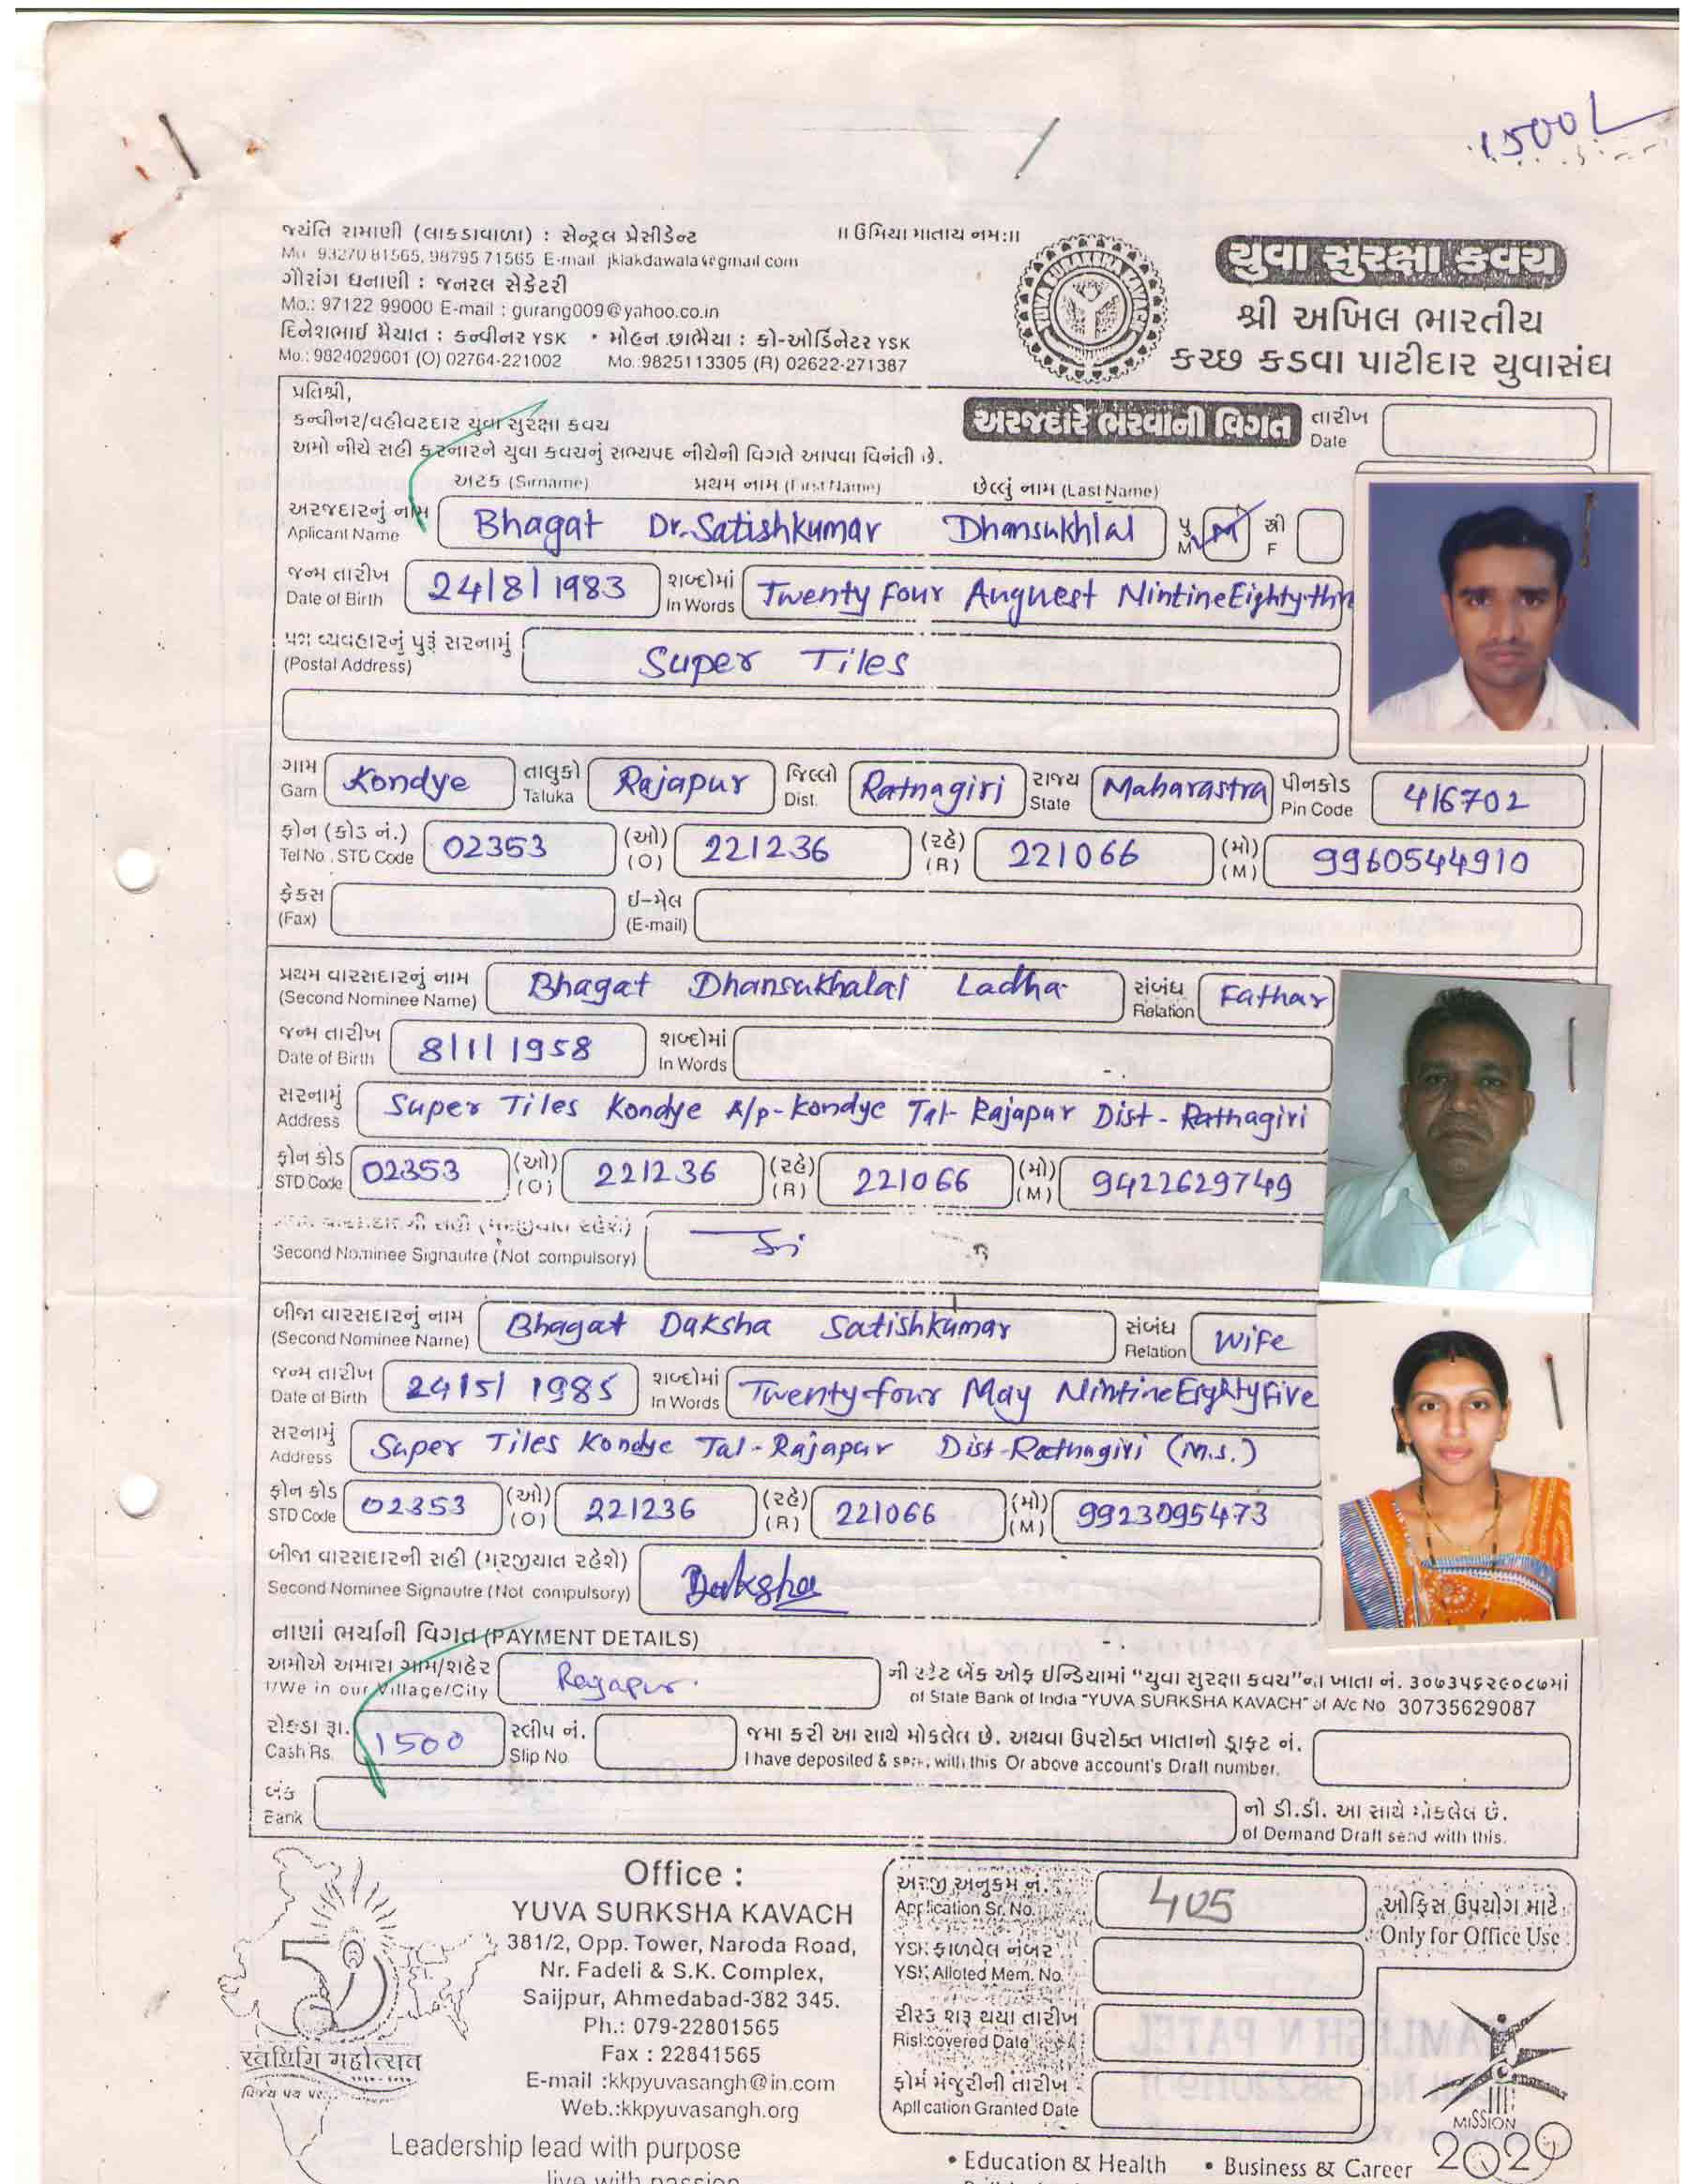 1500/-
જયંતિ રામાણી (લાકડાવાળા) : સેન્ટ્રલ પ્રેસીડેન્ટ
॥ ઉમિયા માતાય નમ:॥
Mo. 93270 81565, 98795 71565 E-mail jklakdawala@gmail.com
ગૌરાંગ ધનાણી : જનરલ સેક્રેટરી
Mo.: 97122 99000 E-mail : gurang009@yahoo.co.in
દિનેશભાઈ મૈયાત : કન્વીનર YSK • મોહન છાભૈયા : કો-ઓર્ડિનેટર YSK
Mo.: 9824029601 (O) 02764-221002 Mo.:9825113305 (R) 02622-271387
YUVA SURAKSHA KAVACH
યુવા સુરક્ષા કવચ
શ્રી અખિલ ભારતીય
કચ્છ કડવા પાટીદાર યુવાસંઘ
પ્રતિશ્રી,
કન્વીનર/વહીવટદાર યુવા સુરક્ષા કવચ
અરજદારે ભરવાની વિગત
તારીખ
Date
અમો નીચે સહી કરનારને યુવા કવચનું સભ્યપદ નીચેની વિગતે આપવા વિનંતી છે.
અટક (Sirname) પ્રથમ નામ (First Name) છેલ્લું નામ (Last Name)
અરજદારનું નામ
Aplicant Name Bhagat Dr. Satishkumar Dhansukhlal પુ M M સ્ત્રી F
જન્મ તારીખ
Date of Birth 24/8/1983 શબ્દોમાં In Words Twenty Four Auguest NintineEighty
પત્ર વ્યવહારનું પુરૂં સરનામું
(Postal Address) Super Tiles
ગામ Gam Kondye તાલુકો Taluka Rajapur જિલ્લો Dist. Ratnagiri રાજ્ય State Maharastra પીનકોડ Pin Code 416702
ફોન (કોડ નં.)
Tel No. STD Code 02353 (ઓ) (O) 221236 (રહે) (R) 221066 (મો) (M) 9960544910
ફેકસ
(Fax)
ઈ-મેલ
(E-mail)
પ્રથમ વારસદારનું નામ
(Second Nominee Name) Bhagat Dhansukhalal Ladha સંબંધ Relation Fathar
જન્મ તારીખ
Date of Birth 8/1/1958 શબ્દોમાં In Words
સરનામું
Address Super Tiles Kondye A/p-Kondye Tal-Rajapur Dist-Ratnagiri
ફોન કોડ
STD Code 02353 (ઓ) (O) 221236 (રહે) (R) 221066 (મો) (M) 9422629749
Second Nominee Signautre (Not compulsory)
બીજા વારસદારનું નામ
(Second Nominee Name) Bhagat Daksha Satishkumar સંબંધ Relation Wife
જન્મ તારીખ
Date of Birth 24/5/1985 શબ્દોમાં In Words Twenty four May NintineEightyFive
સરનામું
Address Super Tiles Kondye Tal-Rajapur Dist-Ratnagiri (M.S.)
ફોન કોડ
STD Code 02353 (ઓ) (O) 221236 (રહે) (R) 221066 (મો) (M) 9923095473
બીજા વારસદારની સહી (મરજીયાત રહેશે)
Second Nominee Signautre (Not compulsory) Daksha
નાણાં ભર્યાની વિગત (PAYMENT DETAILS)
અમોએ અમારા ગામ/શહેર
I/We in our Village/City Rajapur
ની સ્ટેટ બેંક ઓફ ઇન્ડિયામાં "યુવા સુરક્ષા કવચ"ના ખાતા નં. ૩૦૭૩૫૬૨૯૦૮૭માં
of State Bank of India "YUVA SURKSHA KAVACH" of A/c No 30735629087
રોકડા રૂા.
Cash Rs. 1500 સ્લીપ નં. Slip No
જમા કરી આ સાથે મોકલેલ છે. અથવા ઉપરોક્ત ખાતાનો ડ્રાફ્ટ નં.
I have deposited & sent with this Or above account's Draft number.
બેંક
Bank
નો ડી.ડી. આ સાથે મોકલેલ છે.
of Demand Draft send with this.
Office :
YUVA SURKSHA KAVACH
381/2, Opp. Tower, Naroda Road,
Nr. Fadeli & S.K. Complex,
Saijpur, Ahmedabad-382 345.
Ph.: 079-22801565
Fax : 22841565
E-mail :kkpyuvasangh@in.com
Web.:kkpyuvasangh.org
Leadership lead with purpose
live with passion
50
स्वर्णिम महोत्सव
અરજી અનુક્રમ નં.
Application Sr. No. 405
ઓફિસ ઉપયોગ માટે
Only for Office Use
YSK ફાળવેલ નંબર
YSK Alloted Mem. No.
રીસ્ક શરૂ થયા તારીખ
Risk covered Date
ફોર્મ મંજુરીની તારીખ
Apllication Granted Date
MISSION
2020
• Education & Health • Business & Career